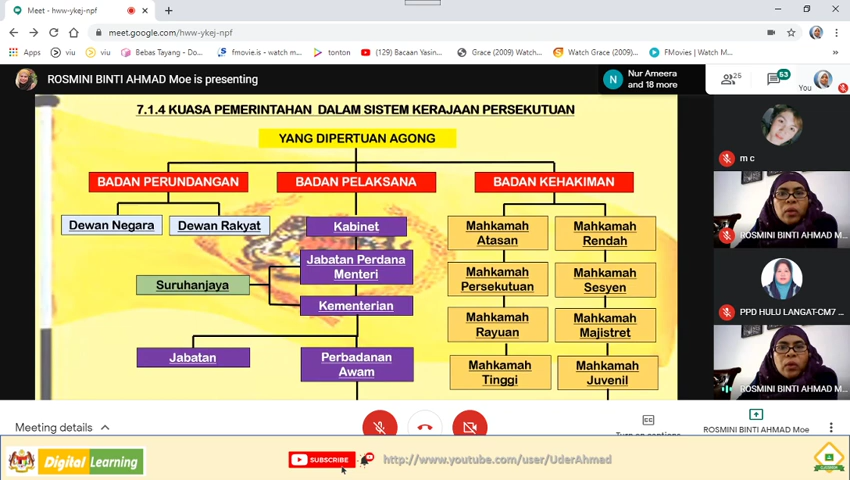 Meet - hww-ykej-npf
meet.google.com/hww-ykej-npf
Apps
viu
viu
Bebas Tayang - Do...
fmovie.is - watch m...
tonton
(129) Bacaan Yasin...
Grace (2009) Watch...
Watch Grace (2009)...
FMovies | Watch M...
ROSMINI BINTI AHMAD Moe is presenting
N
Nur Ameera
and 18 more
25
53
You
7.1.4 KUASA PEMERINTAHAN DALAM SISTEM KERAJAAN PERSEKUTUAN
YANG DIPERTUAN AGONG
BADAN PERUNDANGAN
BADAN PELAKSANA
BADAN KEHAKIMAN
Dewan Negara
Dewan Rakyat
Kabinet
Mahkamah
Atasan
Mahkamah
Rendah
Jabatan Perdana
Menteri
Suruhanjaya
Kementerian
Mahkamah
Persekutuan
Mahkamah
Sesyen
Mahkamah
Rayuan
Mahkamah
Majistret
Jabatan
Perbadanan
Awam
Mahkamah
Tinggi
Mahkamah
Juvenil
m c
ROSMINI BINTI AHMAD M...
PPD HULU LANGAT-CM7 ...
ROSMINI BINTI AHMAD Moe
Meeting details
Turn on captions
ROSMINI BINTI AHMAD Moe
Digital Learning
SUBSCRIBE
http://www.youtube.com/user/UderAhmad